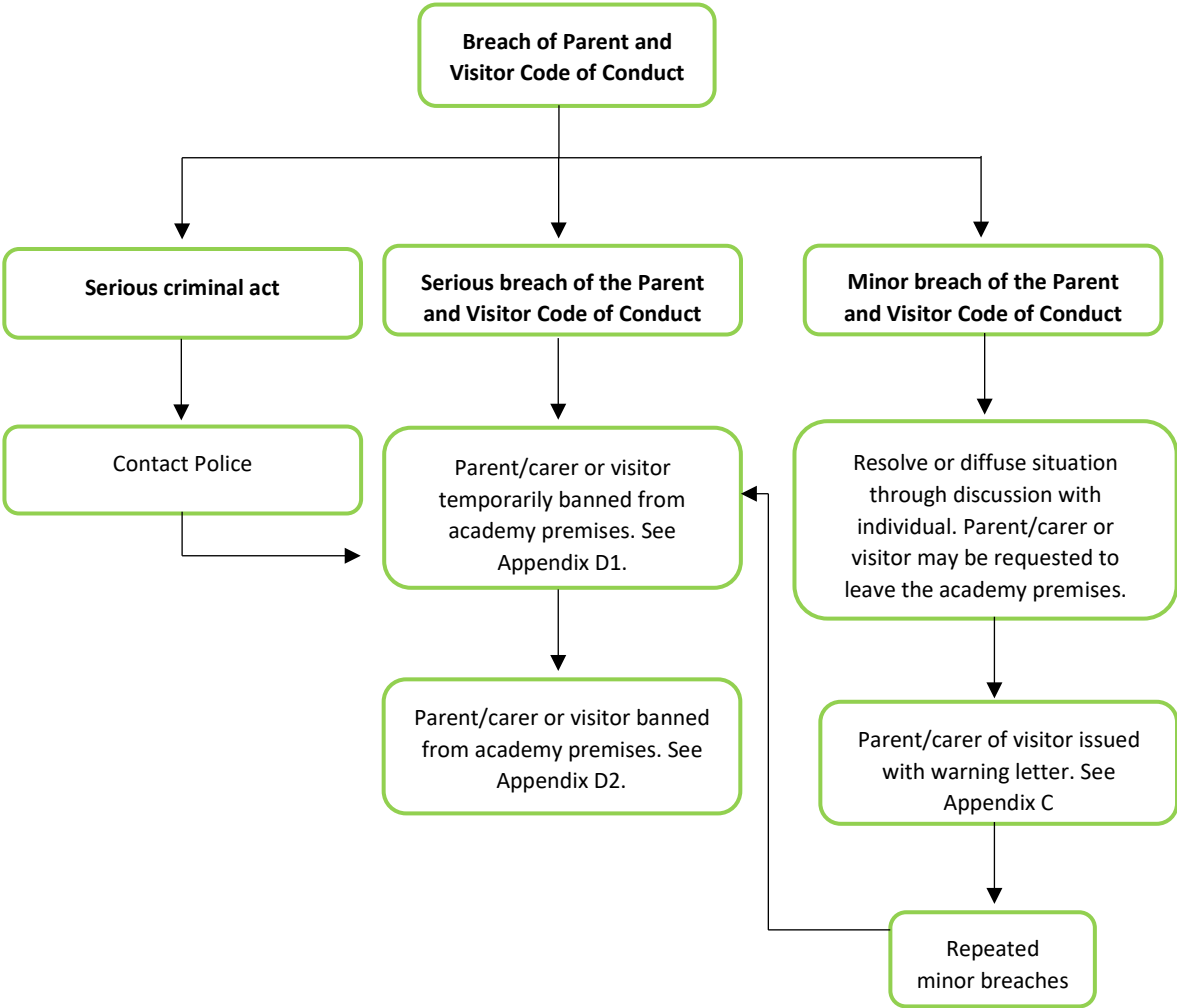 Breach of Parent and
Visitor Code of Conduct
Serious criminal act
Serious breach of the Parent
and Visitor Code of Conduct
Minor breach of the Parent
and Visitor Code of Conduct
Contact Police
Parent/carer or visitor
temporarily banned from
academy premises. See
Appendix D1.
Resolve or diffuse situation
through discussion with
individual. Parent/carer or
visitor may be requested to
leave the academy premises.
Parent/carer or visitor banned
from academy premises. See
Appendix D2.
Parent/carer of visitor issued
with warning letter. See
Appendix C
Repeated
minor breaches